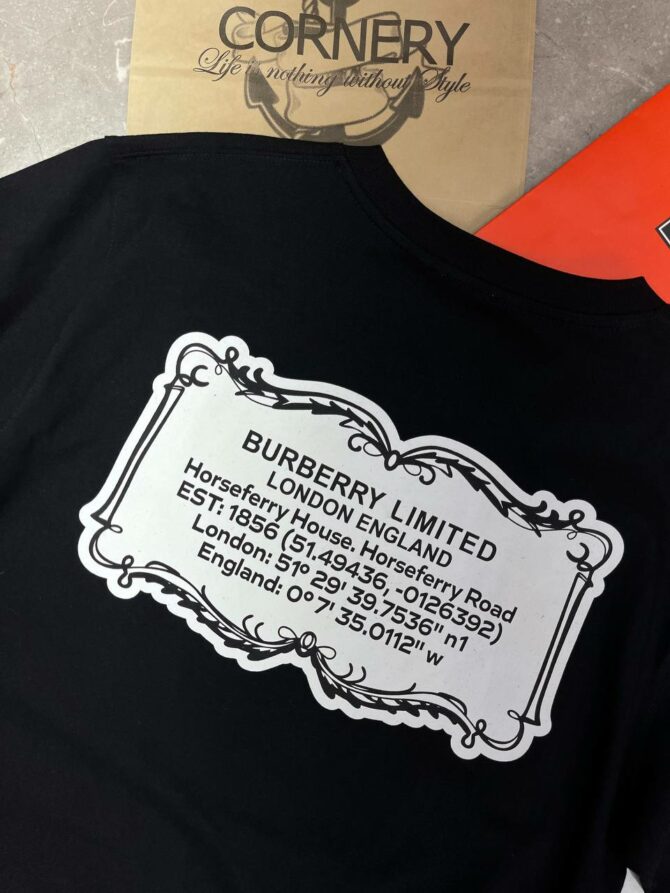 CORNERY
Life is nothing without Style
BURBERRY LIMITED
LONDON ENGLAND
Horseferry House. Horseferry Road
EST: 1856 (51.49436, -0126392)
London: 51° 29' 39.7536" n1
England: 0° 7' 35.0112" w